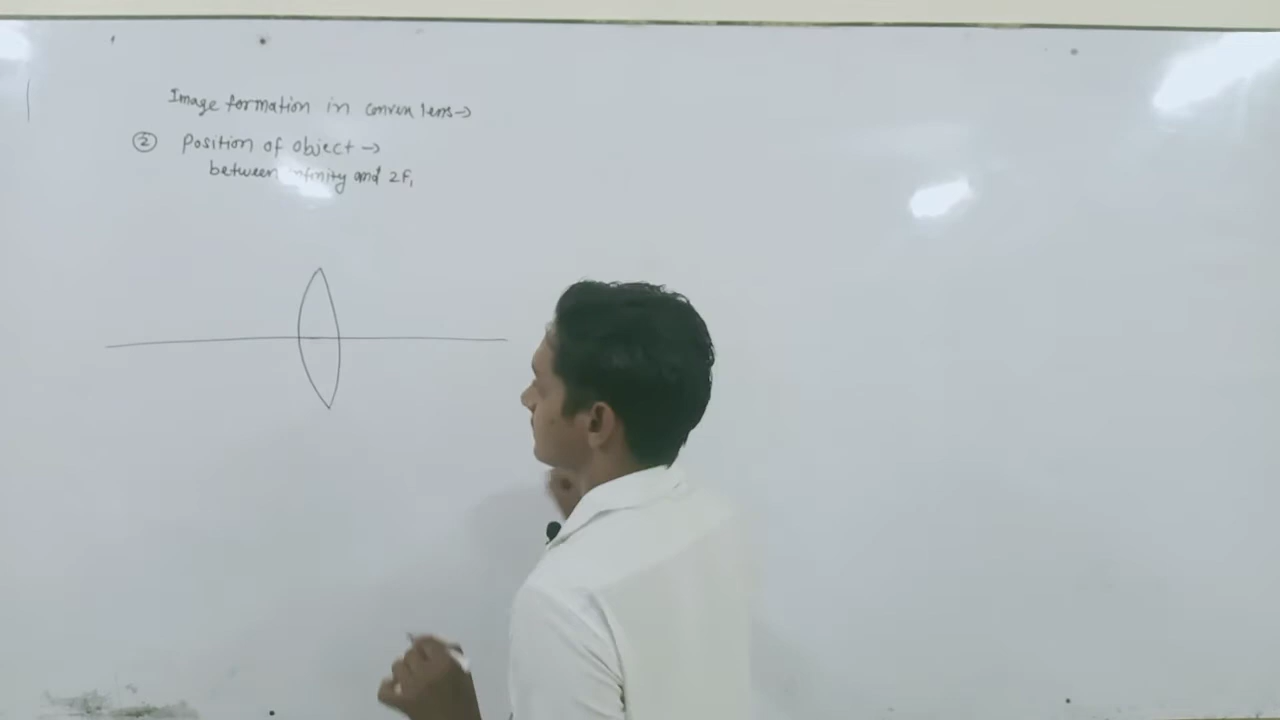 Image formation in convex lens→
② Position of object →
between infinity and 2F₁